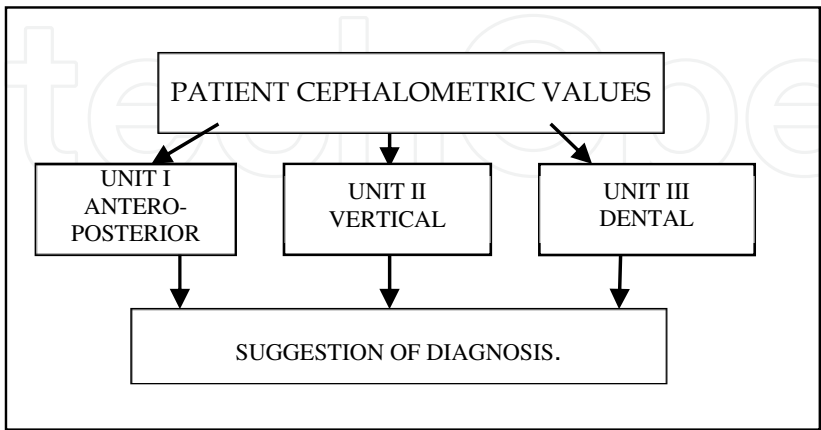 PATIENT CEPHALOMETRIC VALUES
UNIT I
ANTERO-
POSTERIOR
UNIT II
VERTICAL
UNIT III
DENTAL
SUGGESTION OF DIAGNOSIS.